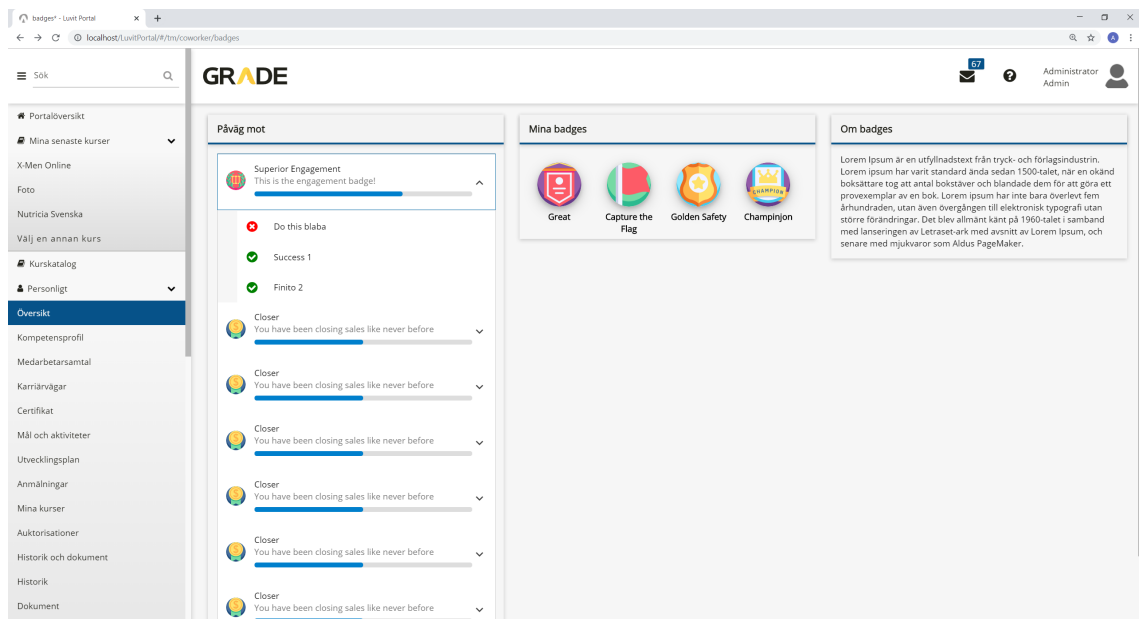 badges* - Luvit Portal
localhost/LuvitPortal/#/tm/coworker/badges
A
Sök
GRADE
67
Administrator
Admin
Portalöversikt
Mina senaste kurser
X-Men Online
Foto
Nutricia Svenska
Välj en annan kurs
Kurskatalog
Personligt
Översikt
Kompetensprofil
Medarbetarsamtal
Karriärvägar
Certifikat
Mål och aktiviteter
Utvecklingsplan
Anmälningar
Mina kurser
Auktorisationer
Historik och dokument
Historik
Dokument
Påväg mot
Superior Engagement
This is the engagement badge!
Do this blaba
Success 1
Finito 2
Closer
You have been closing sales like never before
Closer
You have been closing sales like never before
Closer
You have been closing sales like never before
Closer
You have been closing sales like never before
Closer
You have been closing sales like never before
Closer
You have been closing sales like never before
Mina badges
CHAMPION
Great
Capture the
Flag
Golden Safety
Champinjon
Om badges
Lorem Ipsum är en utfyllnadstext från tryck- och förlagsindustrin.
Lorem ipsum har varit standard ända sedan 1500-talet, när en okänd
boksättare tog att antal bokstäver och blandade dem för att göra ett
provexemplar av en bok. Lorem ipsum har inte bara överlevt fem
århundraden, utan även övergången till elektronisk typografi utan
större förändringar. Det blev allmänt känt på 1960-talet i samband
med lanseringen av Letraset-ark med avsnitt av Lorem Ipsum, och
senare med mjukvaror som Aldus PageMaker.